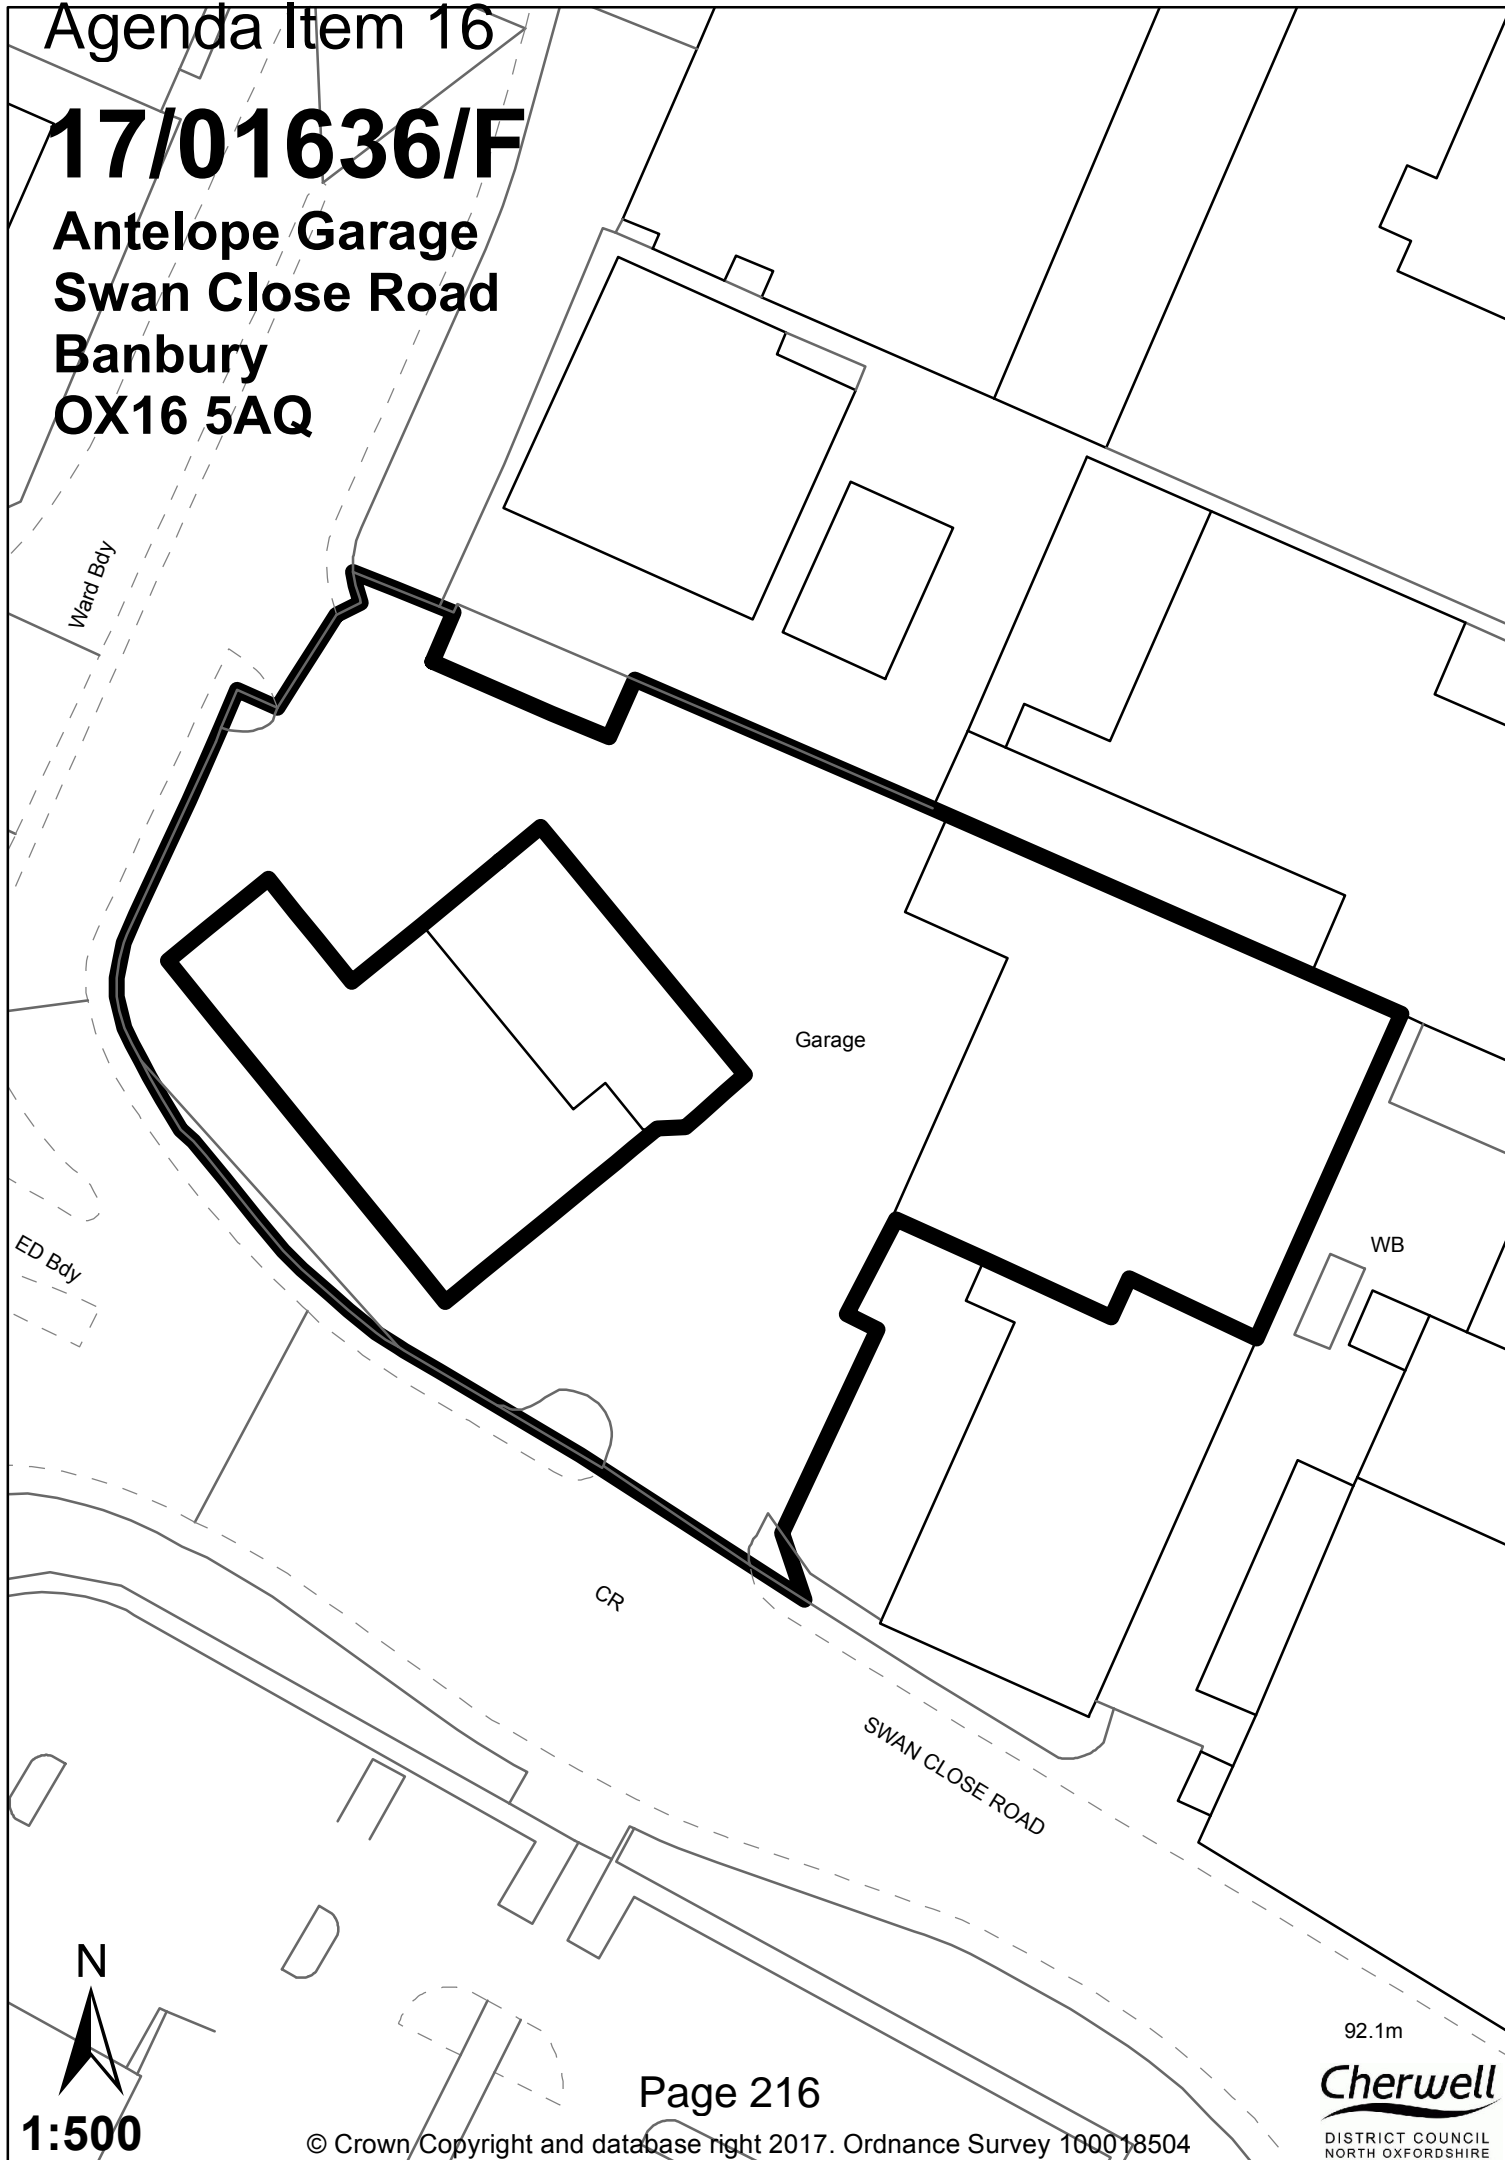 Agenda Item 16
17/01636/F
Antelope Garage
Swan Close Road
Banbury
OX16 5AQ
Ward Bdy
Garage
WB
ED Bdy
CR
SWAN CLOSE ROAD
92.1m
N
1:500
Page 216
© Crown Copyright and database right 2017. Ordnance Survey 100018504
Cherwell
DISTRICT COUNCIL
NORTH OXFORDSHIRE